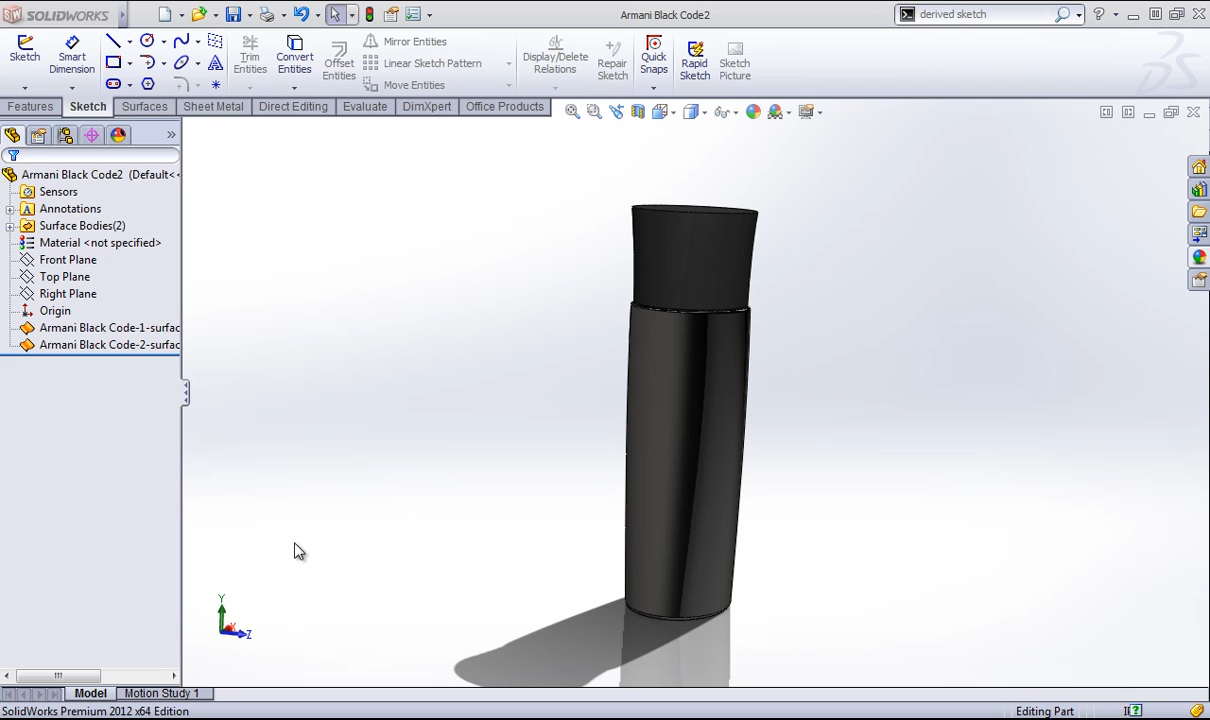 SOLIDWORKS
Armani Black Code2
derived sketch
Sketch
Smart Dimension
Trim Entities
Convert Entities
Offset Entities
Mirror Entities
Linear Sketch Pattern
Move Entities
Display/Delete Relations
Repair Sketch
Quick Snaps
Rapid Sketch
Sketch Picture
Features
Sketch
Surfaces
Sheet Metal
Direct Editing
Evaluate
DimXpert
Office Products
Armani Black Code2 (Default<<
Sensors
Annotations
Surface Bodies(2)
Material <not specified>
Front Plane
Top Plane
Right Plane
Origin
Armani Black Code-1-surfac
Armani Black Code-2-surfac
Y
X
Z
Model
Motion Study 1
SolidWorks Premium 2012 x64 Edition
Editing Part